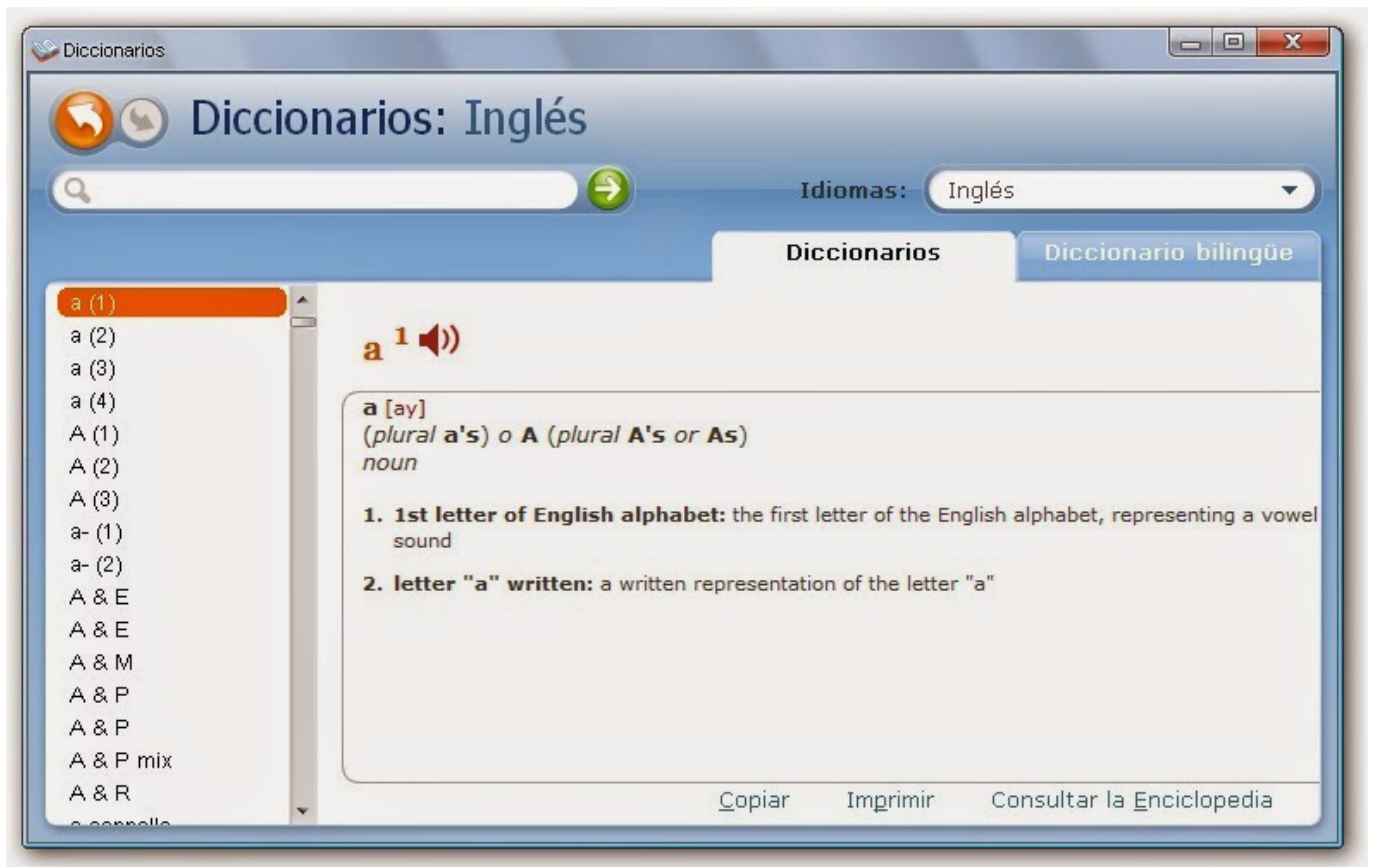 Diccionarios
Diccionarios: Inglés
Idiomas: Inglés
Diccionarios Diccionario bilingüe
a (1)
a (2)
a (3)
a (4)
A (1)
A (2)
A (3)
a- (1)
a- (2)
A & E
A & E
A & M
A & P
A & P
A & P mix
A & R
a cappella
a 1
a [ay]
(plural a's) o A (plural A's or As)
noun
1. 1st letter of English alphabet: the first letter of the English alphabet, representing a vowel
sound
2. letter "a" written: a written representation of the letter "a"
Copiar Imprimir Consultar la Enciclopedia